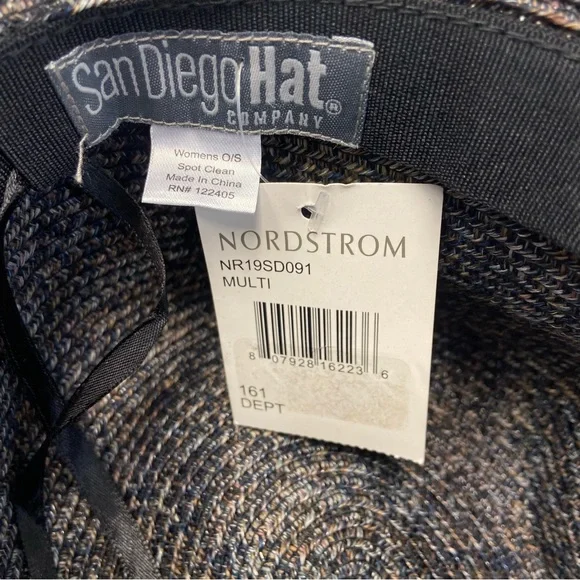 San Diego Hat®
COMPANY
Womens O/S
Spot Clean
Made In China
RN# 122405
NORDSTROM
NR19SD091
MULTI
8 07928 16223 6
161
DEPT